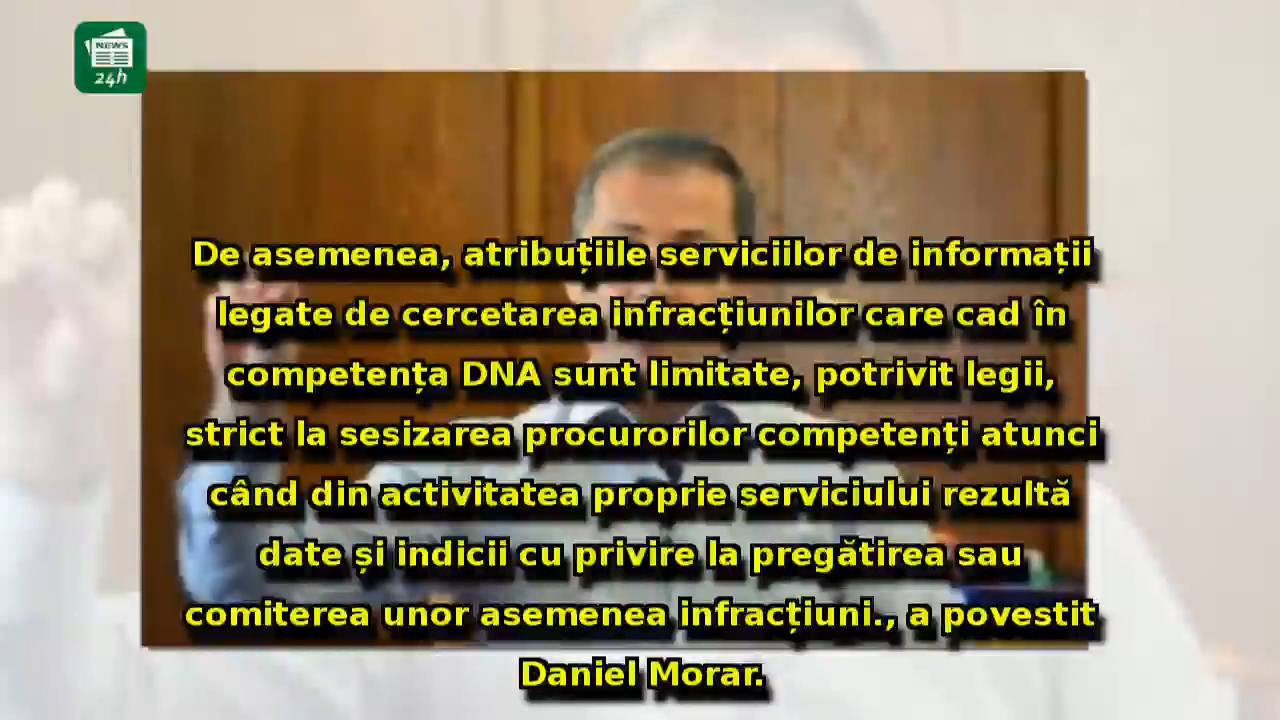 NEWS
24h
De asemenea, atribuțiile serviciilor de informații
legate de cercetarea infracțiunilor care cad în
competența DNA sunt limitate, potrivit legii,
strict la sesizarea procurorilor competenți atunci
când din activitatea proprie serviciului rezultă
date și indicii cu privire la pregătirea sau
comiterea unor asemenea infracțiuni., a povestit
Daniel Morar.